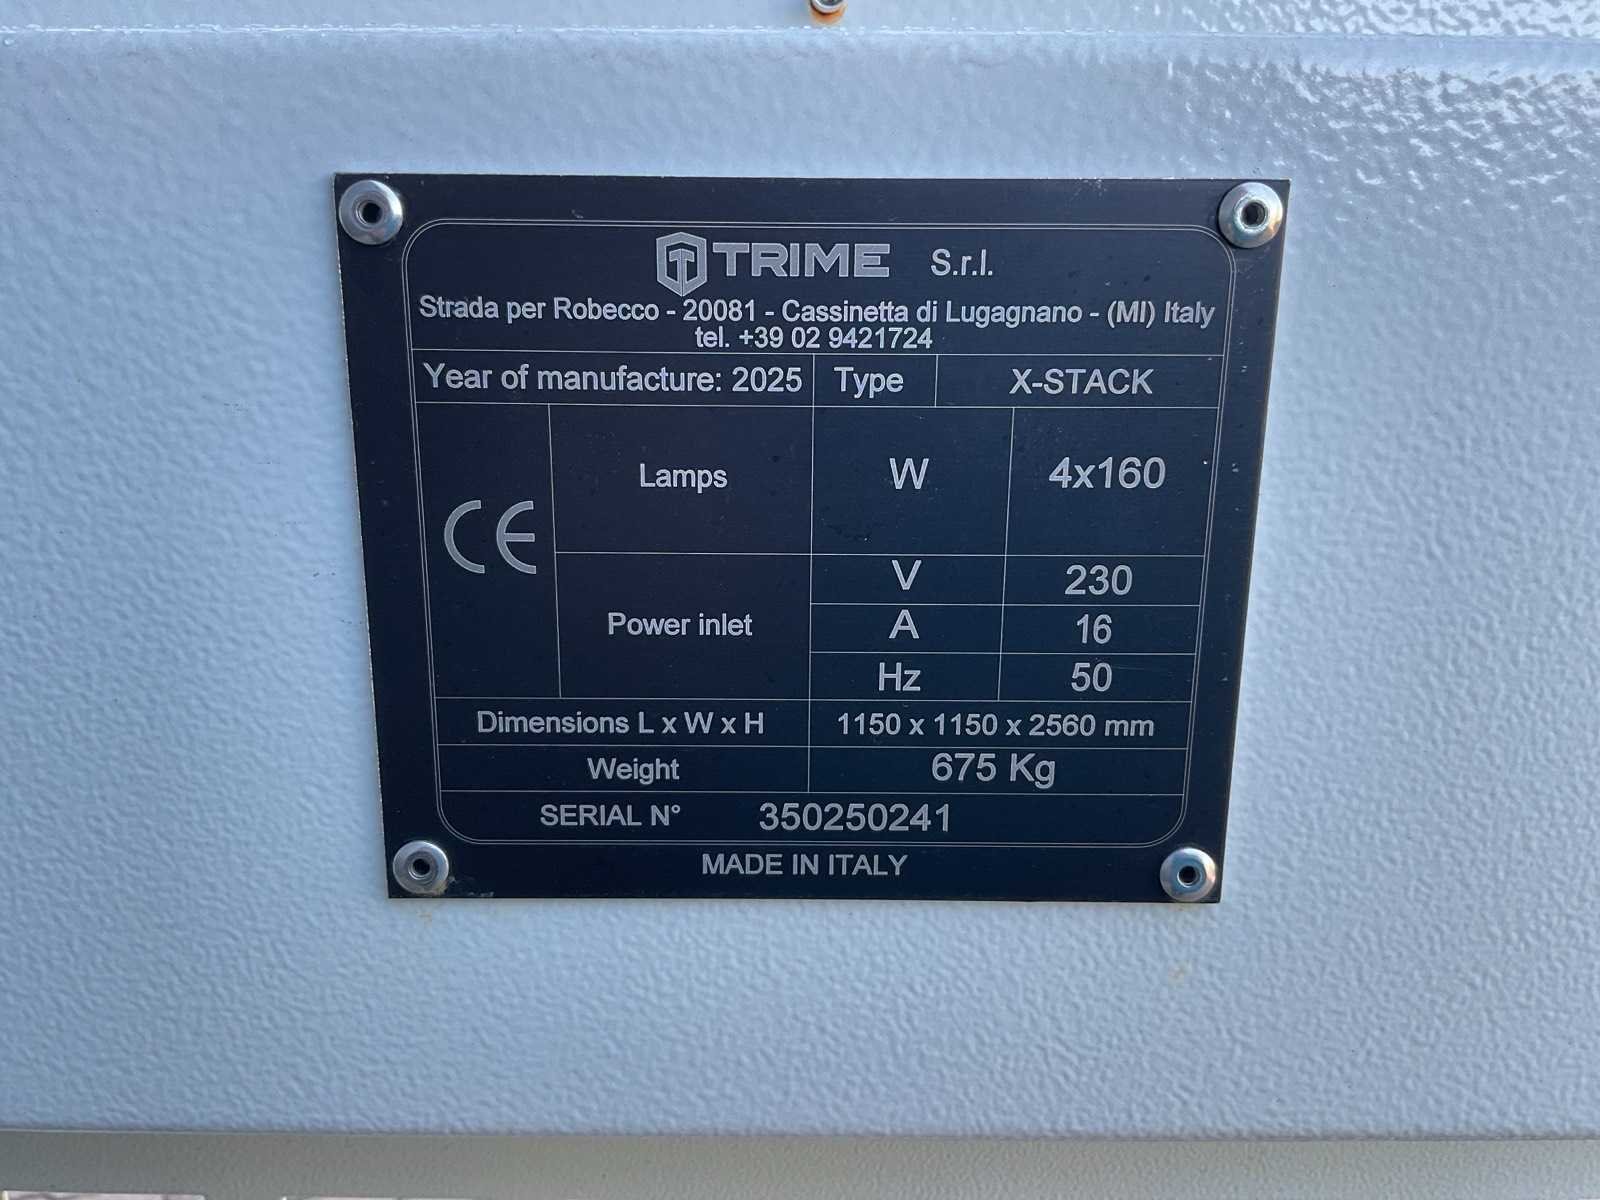 TRIME S.r.l.
Strada per Robecco - 20081 - Cassinetta di Lugagnano - (MI) Italy
tel. +39 02 9421724
Year of manufacture: 2025 Type X-STACK
CE
Lamps W 4x160
Power inlet
V 230
A 16
Hz 50
Dimensions L x W x H 1150 x 1150 x 2560 mm
Weight 675 Kg
SERIAL N° 350250241
MADE IN ITALY